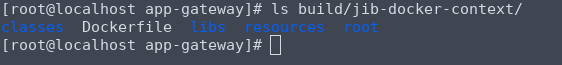 [root@localhost app-gateway]# ls build/jib-docker-context/
classes  Dockerfile  libs  resources  root
[root@localhost app-gateway]#